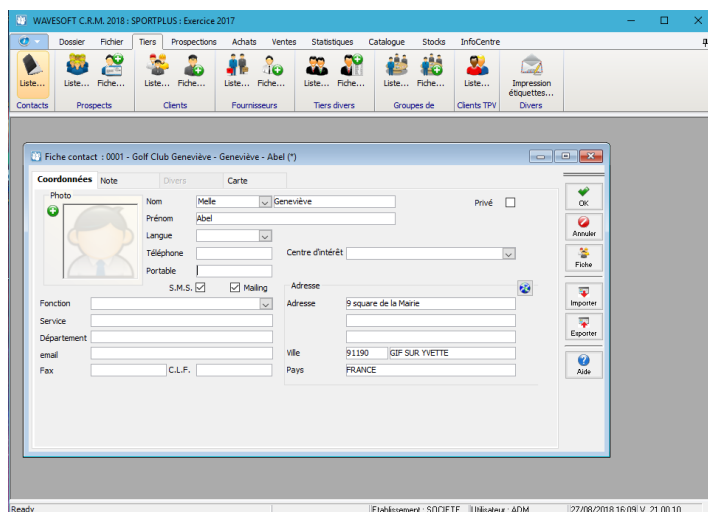 WAVESOFT C.R.M. 2018 : SPORTPLUS : Exercice 2017
Dossier Fichier Tiers Prospections Achats Ventes Statistiques Catalogue Stocks InfoCentre
Liste... Liste... Fiche... Liste... Fiche... Liste... Fiche... Liste... Fiche... Liste... Fiche... Liste... Impression étiquettes...
Contacts Prospects Clients Fournisseurs Tiers divers Groupes de Clients TPV Divers
Fiche contact : 0001 - Golf Club Geneviève - Geneviève - Abel (*)
Coordonnées Note Divers Carte
Photo
Nom Melle Geneviève Privé
Prénom Abel
Langue
Téléphone Centre d'intérêt
Portable
S.M.S. Mailing Adresse
Fonction Adresse 9 square de la Mairie
Service
Département
email Ville 91190 GIF SUR YVETTE
Fax C.L.F. Pays FRANCE
OK
Annuler
Fiche
Importer
Exporter
Aide
Ready Etablissement : SOCIETE Utilisateur : ADM 27/08/2018 16:09 V. 21.00.10